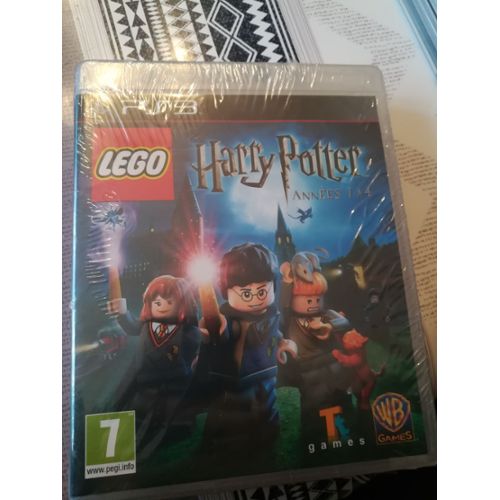 PS3
LEGO
Harry Potter
ANNÉES 1 À 4
7
www.pegi.info
TT
games
WB
GAMES